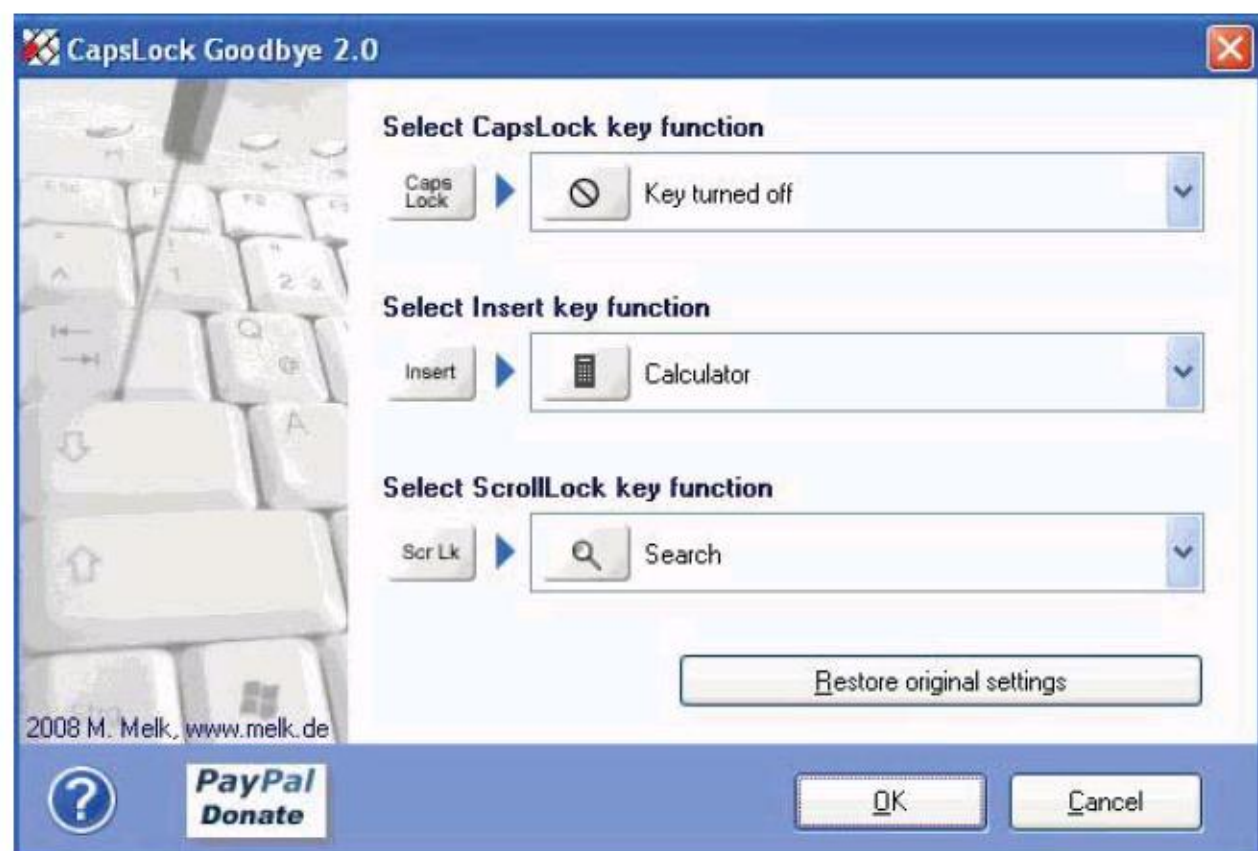 CapsLock Goodbye 2.0
Select CapsLock key function
Caps
Lock
Key turned off
Select Insert key function
Insert
Calculator
Select ScrollLock key function
Scr Lk
Search
Restore original settings
2008 M. Melk, www.melk.de
?
PayPal
Donate
OK
Cancel
Q
@
A
1
2